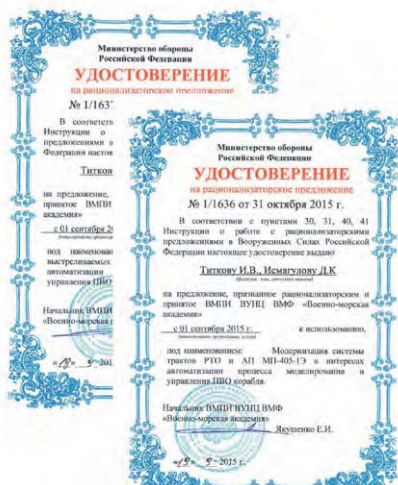 Министерство обороны
Российской Федерации
УДОСТОВЕРЕНИЕ
на рационализаторское предложение
№ 1/163
В соответств
Инструкции о
предложениями в
Федерации настоя
Титков
на предложение,
принятое ВМПИ
академия»
с 01 сентября 20
под наименован
выстреливаемых
автоматизации
управления ПВО
Начальник ВМПИ
«Военно-морская
201
Министерство обороны
Российской Федерации
УДОСТОВЕРЕНИЕ
на рационализаторское предложение
№ 1/1636 от 31 октября 2015 г.
В соответствии с пунктами 30, 31, 40, 41
Инструкции о работе с рационализаторскими
предложениями в Вооруженных Силах Российской
Федерации настоящее удостоверение выдано
Титкову И.В., Исмагулову Д.К
на предложение, признанное рационализаторским и
принятое ВМПИ ВУНЦ ВМФ «Военно-морская
академия»
с 01 сентября 2015 г. к использованию,
под наименованием: Модернизация системы
трактов РТО и АП МП-405-1Э в интересах
автоматизации процесса моделирования и
управления ПВО корабля.
Начальник ВМПИ ВУНЦ ВМФ
«Военно-морская академия»
Якушенко Е.И.
2015 г.